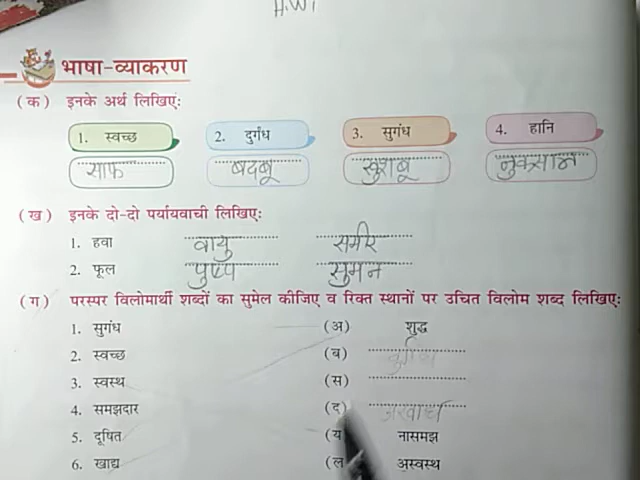 H.W1
भाषा-व्याकरण
(क) इनके अर्थ लिखिए:
1. स्वच्छ 2. दुर्गंध 3. सुगंध 4. हानि
साफ बदबू खुशबू नुकसान
(ख) इनके दो-दो पर्यायवाची लिखिए:
1. हवा वायु समीर
2. फूल पुष्प सुमन
(ग) परस्पर विलोमार्थी शब्दों का सुमेल कीजिए व रिक्त स्थानों पर उचित विलोम शब्द लिखिए:
1. सुगंध (अ) शुद्ध
2. स्वच्छ (ब)
3. स्वस्थ (स)
4. समझदार (द) अखाद्य
5. दूषित (य नासमझ
6. खाद्य (ल अस्वस्थ